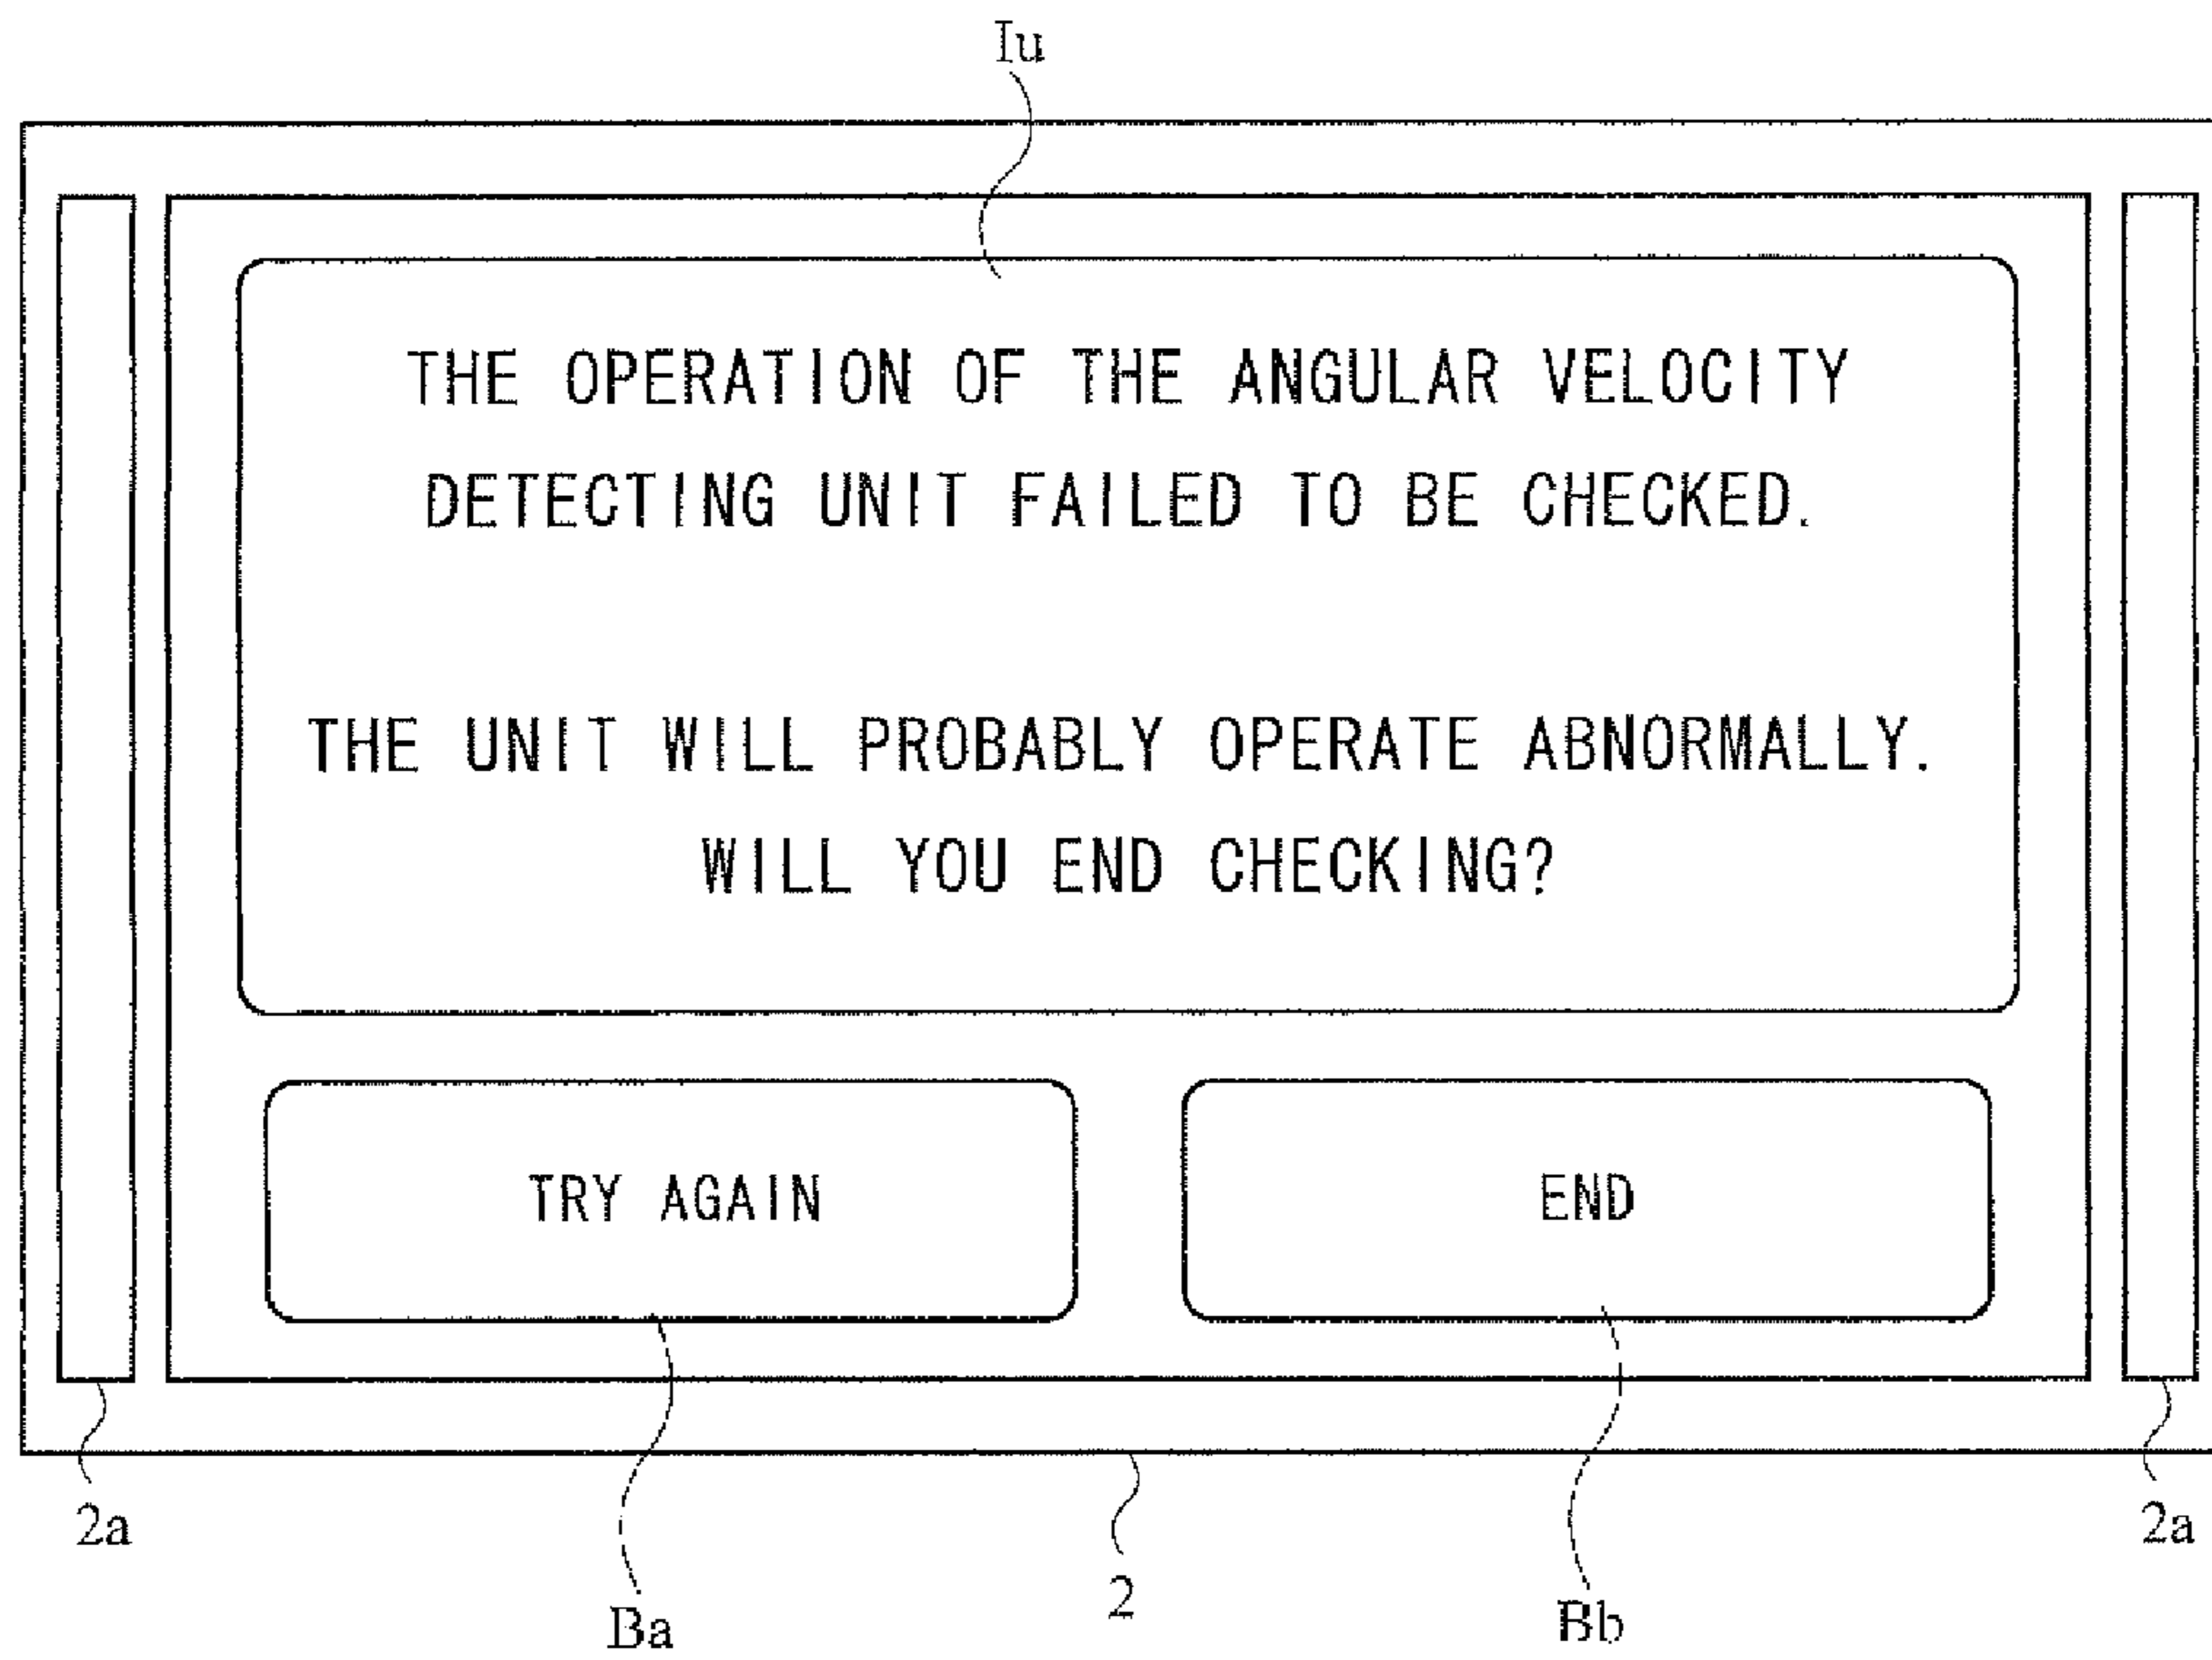 Iu
THE OPERATION OF THE ANGULAR VELOCITY
DETECTING UNIT FAILED TO BE CHECKED.
THE UNIT WILL PROBABLY OPERATE ABNORMALLY.
WILL YOU END CHECKING?
TRY AGAIN
END
2a
2a
2
Ba
Bb